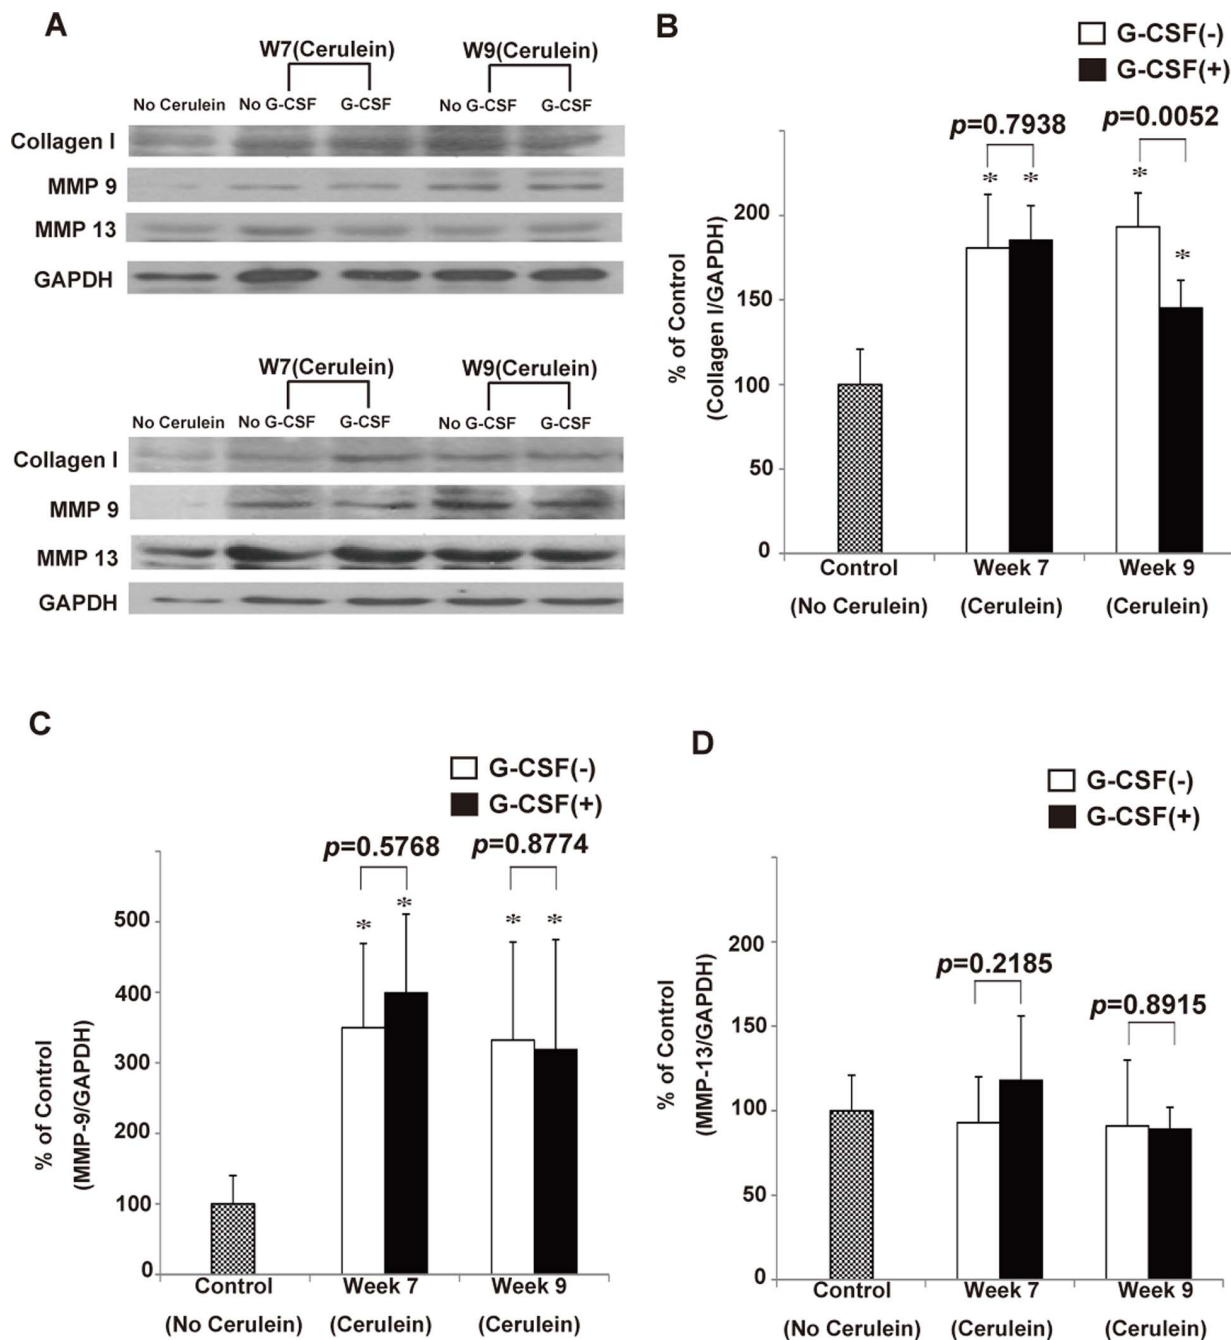 A
W7(Cerulein) W9(Cerulein)
No Cerulein No G-CSF G-CSF No G-CSF G-CSF
Collagen I
MMP 9
MMP 13
GAPDH
W7(Cerulein) W9(Cerulein)
No Cerulein No G-CSF G-CSF No G-CSF G-CSF
Collagen I
MMP 9
MMP 13
GAPDH
B
G-CSF(-)
G-CSF(+)
p=0.7938 p=0.0052
* * * *
% of Control
(Collagen I/GAPDH)
200
150
100
50
0
Control Week 7 Week 9
(No Cerulein) (Cerulein) (Cerulein)
C
G-CSF(-)
G-CSF(+)
p=0.5768 p=0.8774
* * * *
% of Control
(MMP-9/GAPDH)
500
400
300
200
100
0
Control Week 7 Week 9
(No Cerulein) (Cerulein) (Cerulein)
D
G-CSF(-)
G-CSF(+)
p=0.2185
p=0.8915
% of Control
(MMP-13/GAPDH)
200
150
100
50
0
Control Week 7 Week 9
(No Cerulein) (Cerulein) (Cerulein)